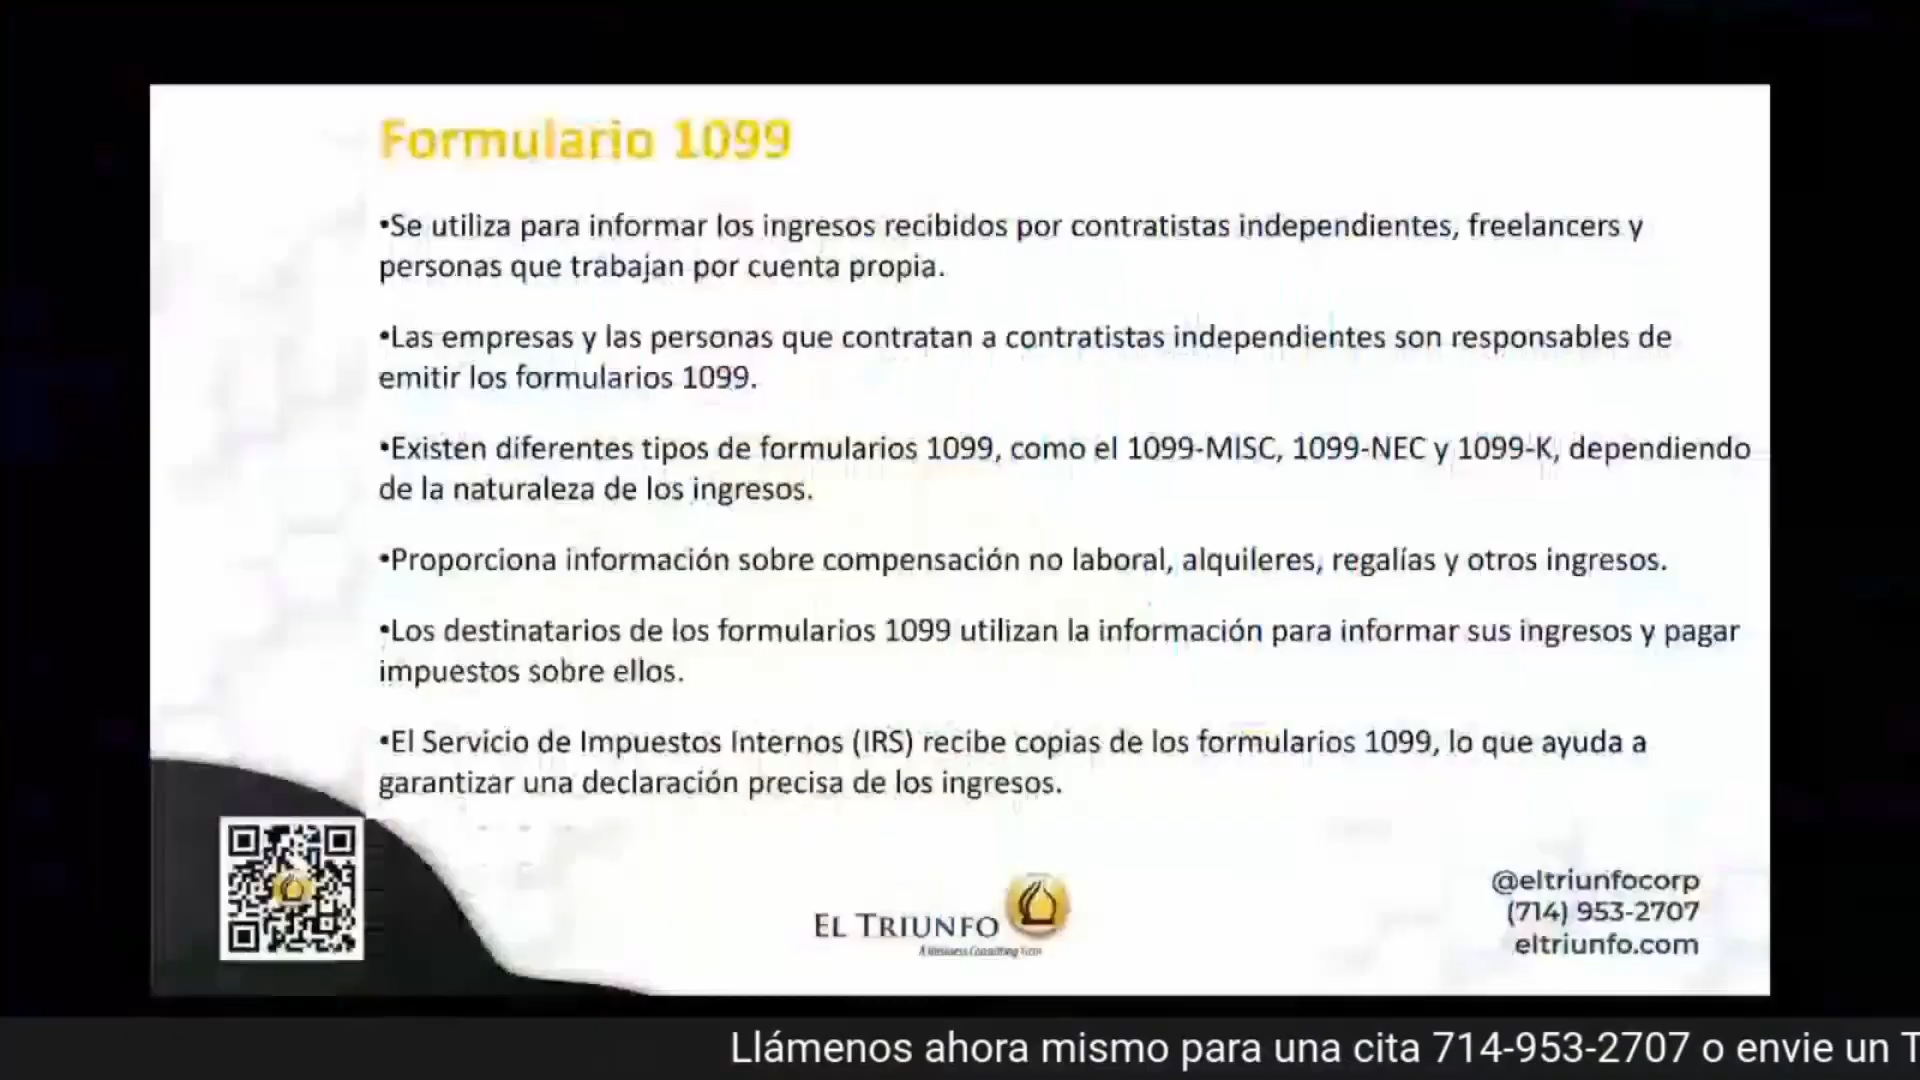 Formulario 1099
•Se utiliza para informar los ingresos recibidos por contratistas independientes, freelancers y
personas que trabajan por cuenta propia.
•Las empresas y las personas que contratan a contratistas independientes son responsables de
emitir los formularios 1099.
•Existen diferentes tipos de formularios 1099, como el 1099-MISC, 1099-NEC y 1099-K, dependiendo
de la naturaleza de los ingresos.
•Proporciona información sobre compensación no laboral, alquileres, regalías y otros ingresos.
•Los destinatarios de los formularios 1099 utilizan la información para informar sus ingresos y pagar
impuestos sobre ellos.
•El Servicio de Impuestos Internos (IRS) recibe copias de los formularios 1099, lo que ayuda a
garantizar una declaración precisa de los ingresos.
EL TRIUNFO
A Business Consulting Firm
@eltriunfocorp
(714) 953-2707
eltriunfo.com
Llámenos ahora mismo para una cita 714-953-2707 o envie un T